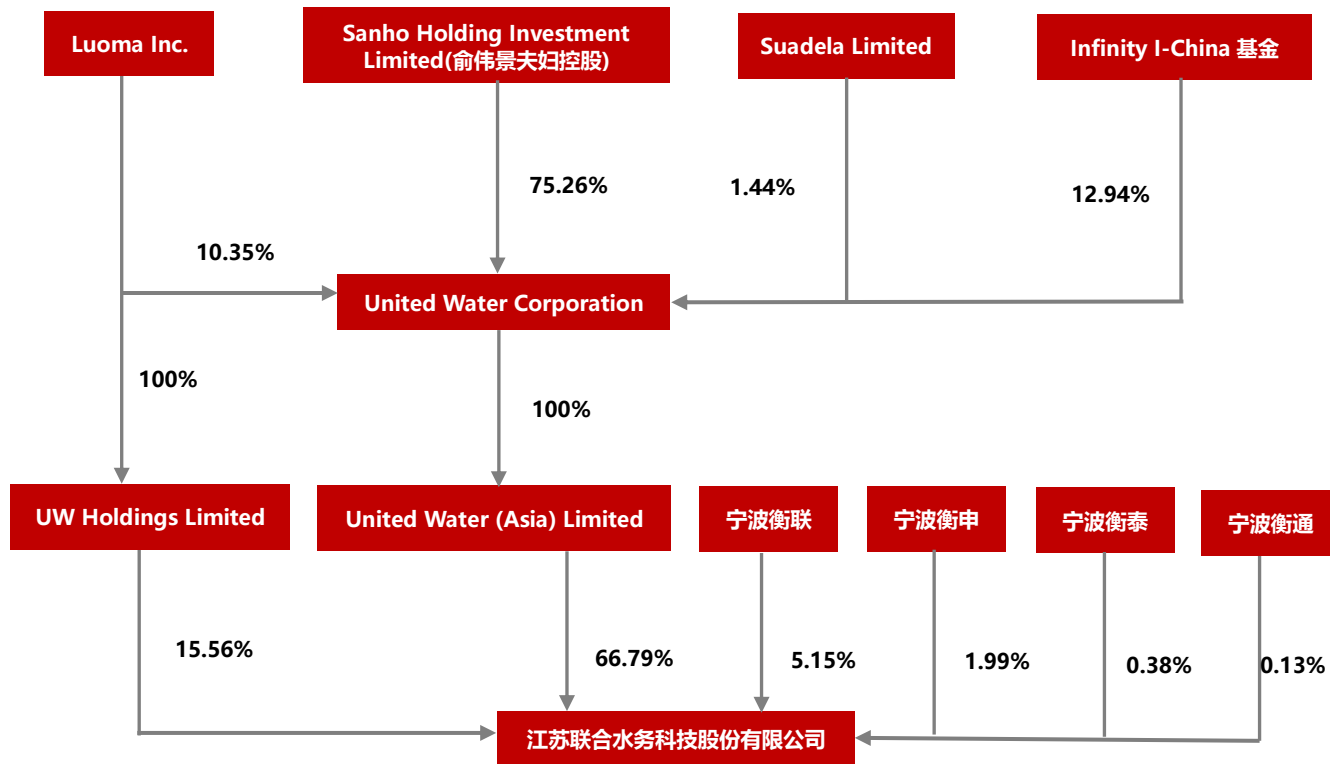 Luoma Inc.
Sanho Holding Investment
Limited(俞伟景夫妇控股)
Suadela Limited
Infinity I-China 基金
75.26%
1.44%
12.94%
10.35%
United Water Corporation
100%
100%
UW Holdings Limited
United Water (Asia) Limited
宁波衡联
宁波衡申
宁波衡泰
宁波衡通
15.56%
66.79%
5.15%
1.99%
0.38%
0.13%
江苏联合水务科技股份有限公司